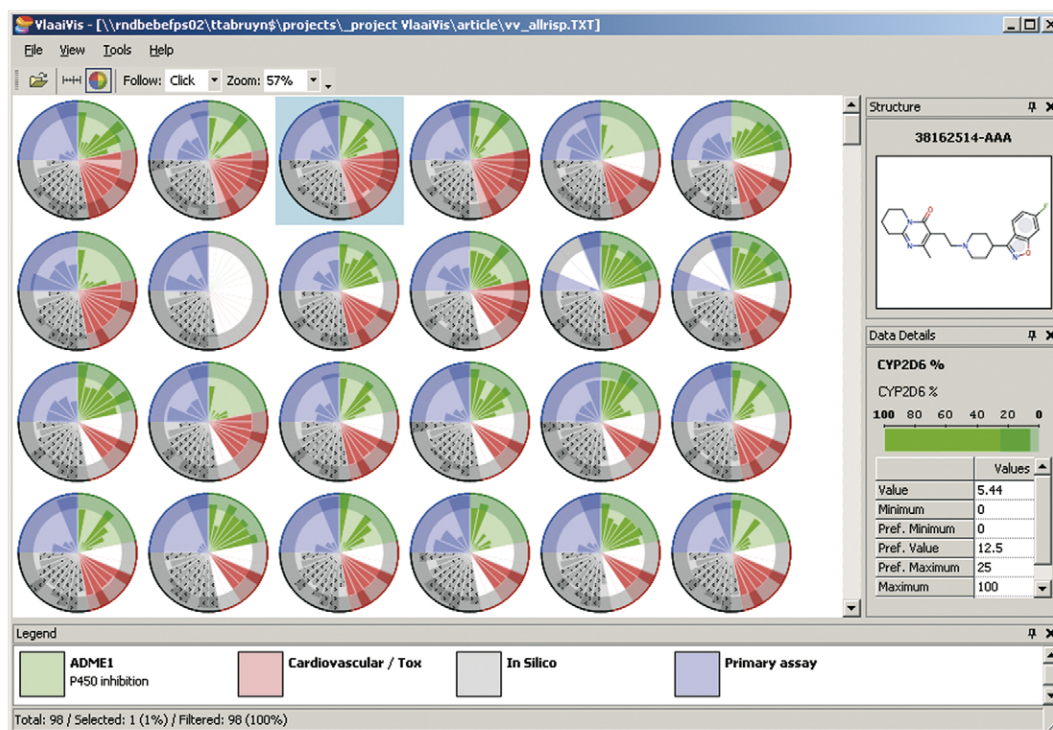 VlaaiVis - [\\rndbebefps02\ttabruyn$\projects\_project VlaaiVis\article\vv_allrisp.TXT]
File View Tools Help
Follow: Click Zoom: 57%
Structure
38162514-AAA
F
O
N
N
N
N
O
Data Details
CYP2D6 %
CYP2D6 %
100 80 60 40 20 0
Values
Value 5.44
Minimum 0
Pref. Minimum 0
Pref. Value 12.5
Pref. Maximum 25
Maximum 100
Legend
ADME1
P450 inhibition
Cardiovascular / Tox
In Silico
Primary assay
Total: 98 / Selected: 1 (1%) / Filtered: 98 (100%)